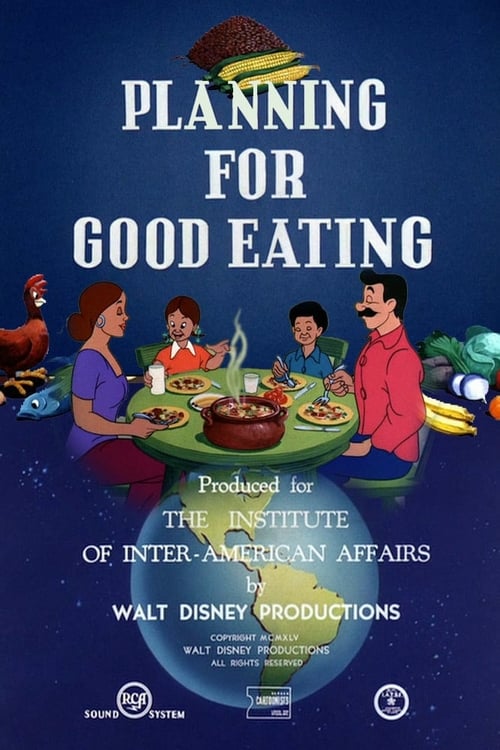 PLANNING
FOR
GOOD EATING
Produced for
THE INSTITUTE
OF INTER-AMERICAN AFFAIRS
by
WALT DISNEY PRODUCTIONS
COPYRIGHT MCMXLV
WALT DISNEY PRODUCTIONS
ALL RIGHTS RESERVED
RCA
SOUND SYSTEM
CARTOONISTS